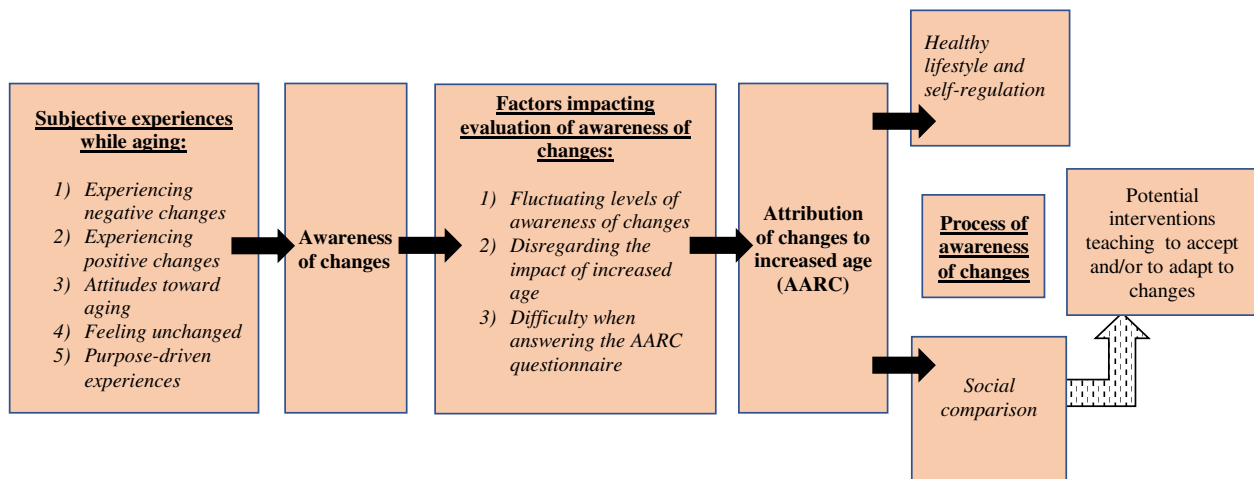 Subjective experiences
while aging:
1) Experiencing
negative changes
2) Experiencing
positive changes
3) Attitudes toward
aging
4) Feeling unchanged
5) Purpose-driven
experiences
Awareness
of changes
Factors impacting
evaluation of awareness of
changes:
1) Fluctuating levels of
awareness of changes
2) Disregarding the
impact of increased
age
3) Difficulty when
answering the AARC
questionnaire
Attribution
of changes to
increased age
(AARC)
Healthy
lifestyle and
self-regulation
Process of
awareness
of changes
Social
comparison
Potential
interventions
teaching to accept
and/or to adapt to
changes